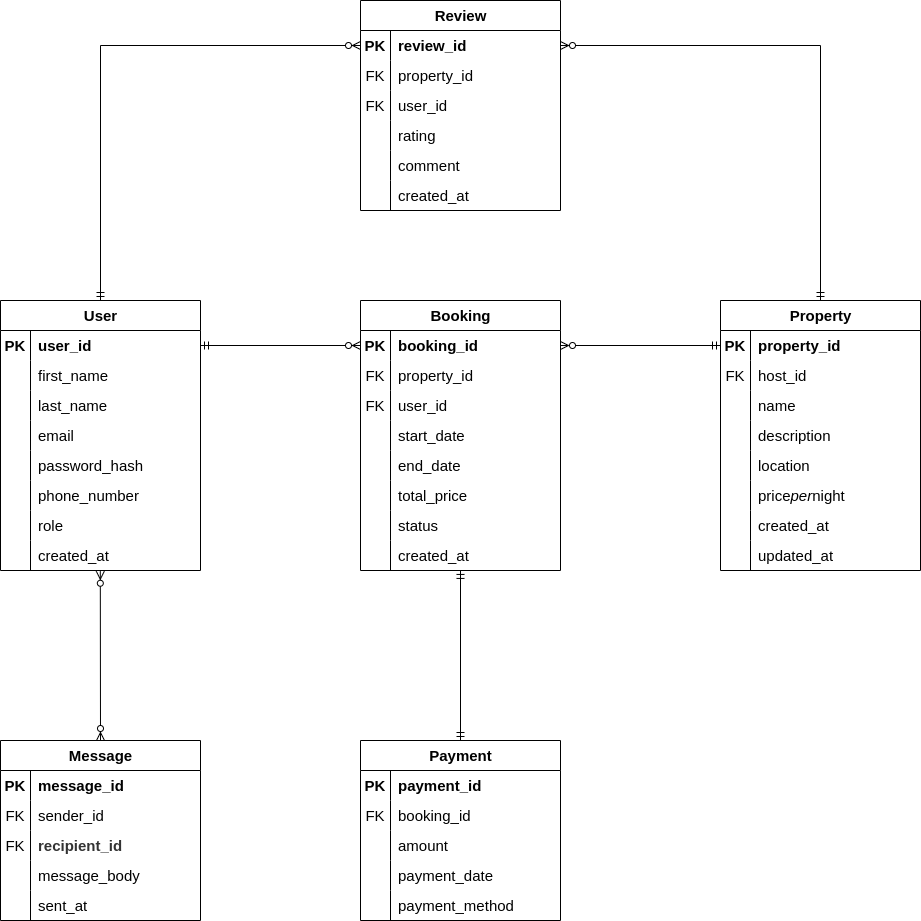 Review
PK review_id
FK property_id
FK user_id
rating
comment
created_at
User
PK user_id
first_name
last_name
email
password_hash
phone_number
role
created_at
Booking
PK booking_id
FK property_id
FK user_id
start_date
end_date
total_price
status
created_at
Property
PK property_id
FK host_id
name
description
location
pricepernight
created_at
updated_at
Message
PK message_id
FK sender_id
FK recipient_id
message_body
sent_at
Payment
PK payment_id
FK booking_id
amount
payment_date
payment_method